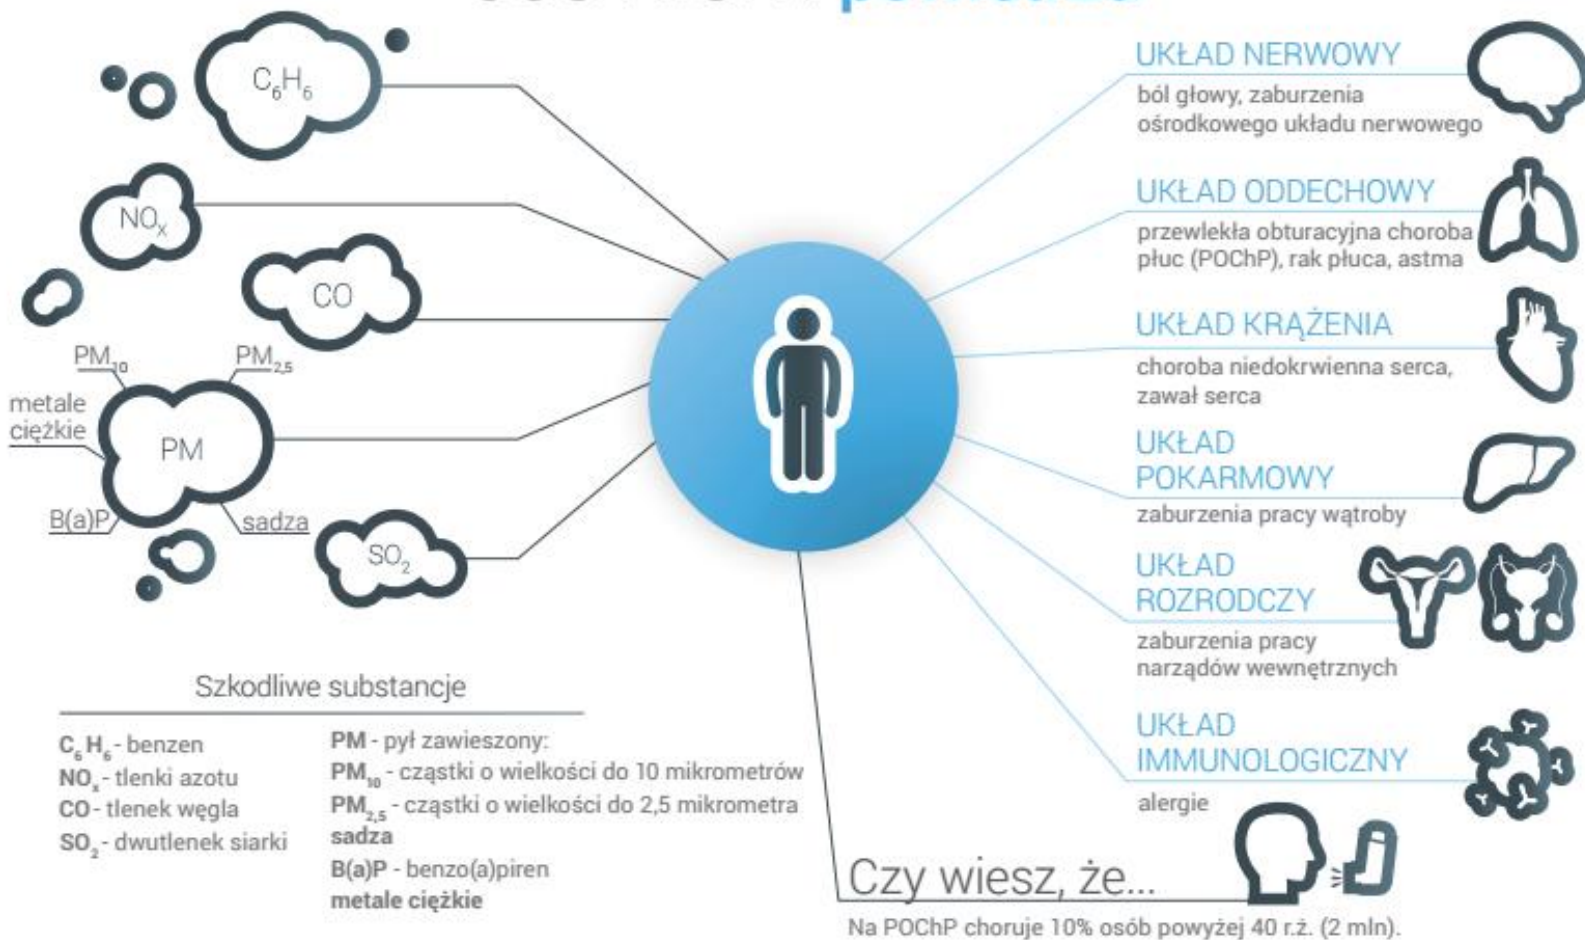 C₆H₆
NOₓ
CO
PM₁₀
PM₂,₅
metale
ciężkie
PM
B(a)P
sadza
SO₂
UKŁAD NERWOWY
ból głowy, zaburzenia
ośrodkowego układu nerwowego
UKŁAD ODDECHOWY
przewlekła obturacyjna choroba
płuc (POChP), rak płuca, astma
UKŁAD KRĄŻENIA
choroba niedokrwienna serca,
zawał serca
UKŁAD
POKARMOWY
zaburzenia pracy wątroby
UKŁAD
ROZRODCZY
zaburzenia pracy
narządów wewnętrznych
UKŁAD
IMMUNOLOGICZNY
alergie
Szkodliwe substancje
C₆H₆ - benzen
NOₓ - tlenki azotu
CO - tlenek węgla
SO₂ - dwutlenek siarki
PM - pył zawieszony:
PM₁₀ - cząstki o wielkości do 10 mikrometrów
PM₂,₅ - cząstki o wielkości do 2,5 mikrometra
sadza
B(a)P - benzo(a)piren
metale ciężkie
Czy wiesz, że...
Na POChP choruje 10% osób powyżej 40 r.ż. (2 mln).